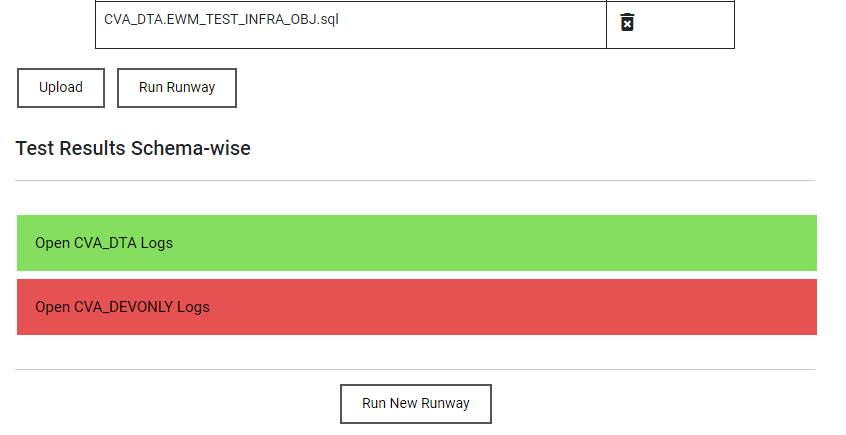 CVA_DTA.EWM_TEST_INFRA_OBJ.sql
Upload
Run Runway
Test Results Schema-wise
Open CVA_DTA Logs
Open CVA_DEVONLY Logs
Run New Runway